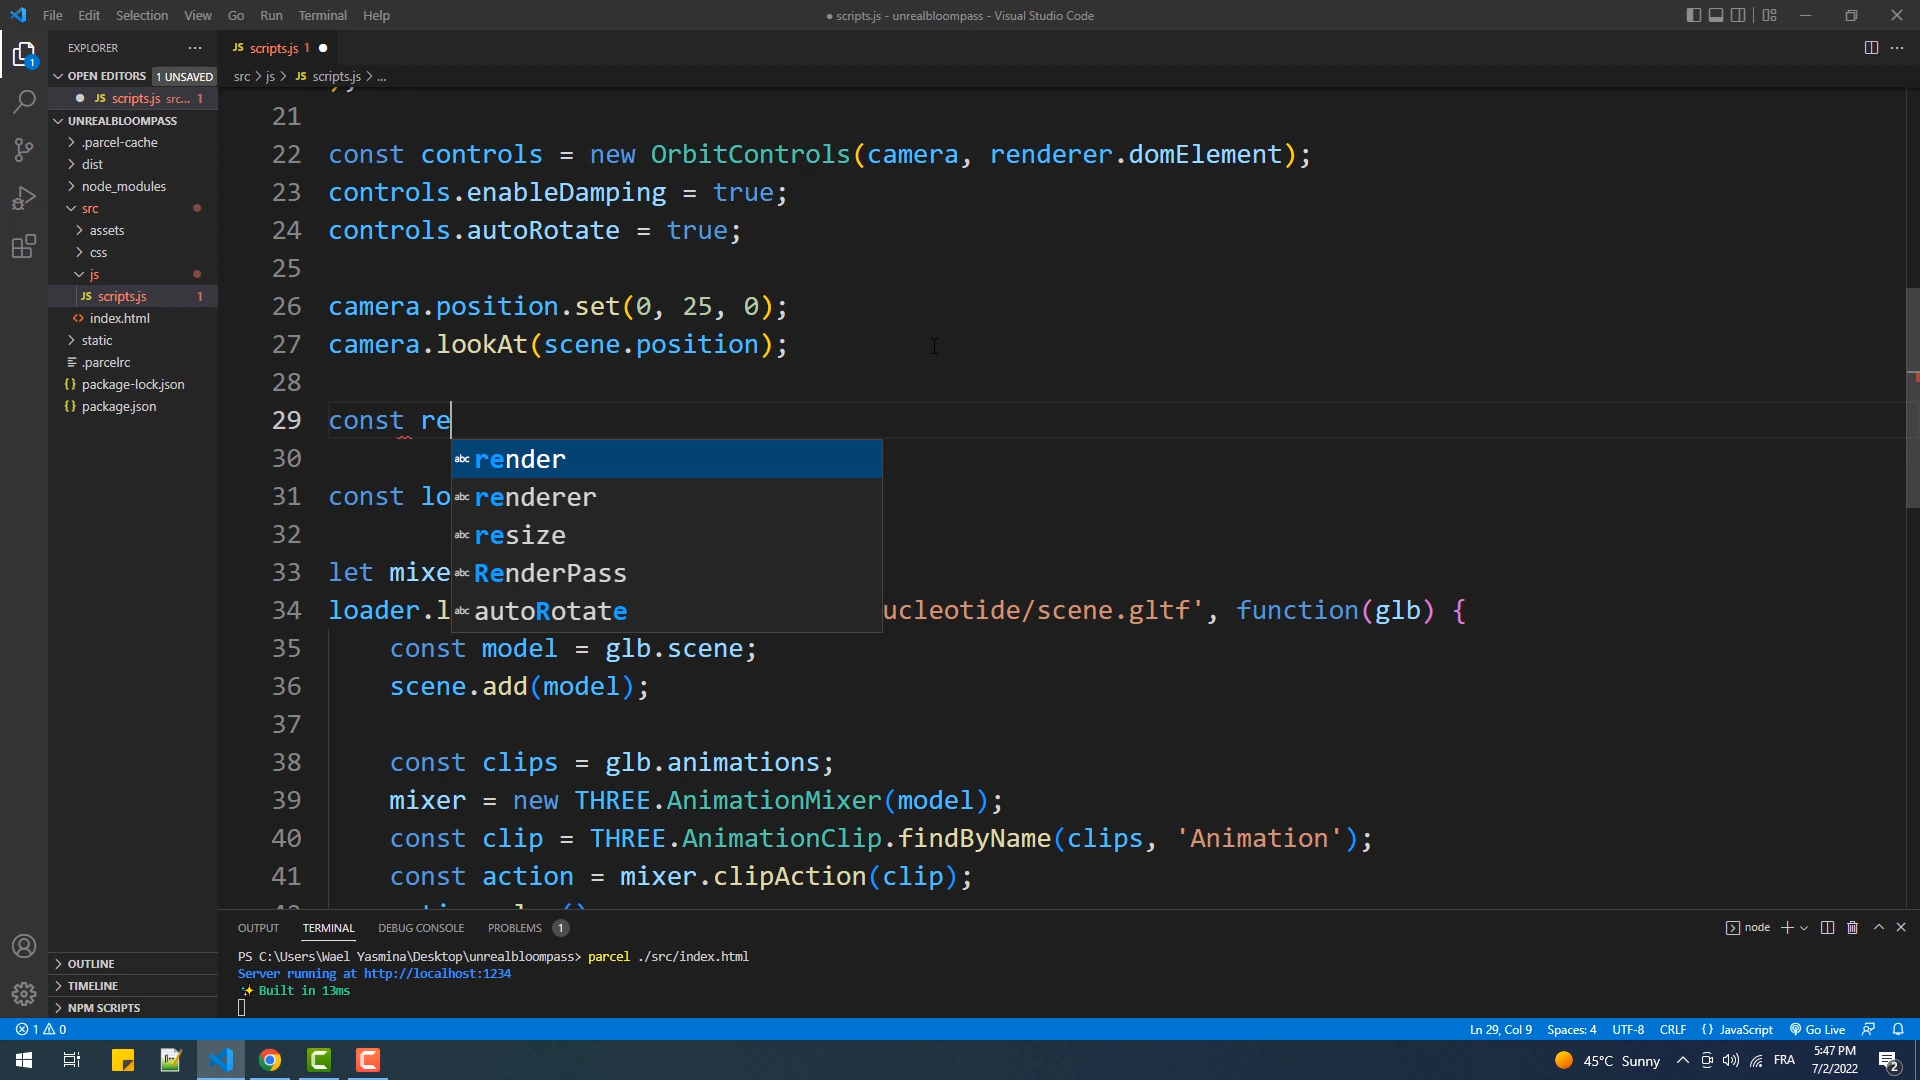 File Edit Selection View Go Run Terminal Help
● scripts.js - unrealbloompass - Visual Studio Code
EXPLORER
OPEN EDITORS 1 UNSAVED
JS scripts.js src... 1
UNREALBLOOMPASS
.parcel-cache
dist
node_modules
src
assets
css
js
JS scripts.js 1
index.html
static
.parcelrc
package-lock.json
package.json
OUTLINE
TIMELINE
NPM SCRIPTS
JS scripts.js 1
src > js > JS scripts.js > ...
21
22 const controls = new OrbitControls(camera, renderer.domElement);
23 controls.enableDamping = true;
24 controls.autoRotate = true;
25
26 camera.position.set(0, 25, 0);
27 camera.lookAt(scene.position);
28
29 const re
abc render
abc renderer
abc resize
abc RenderPass
abc autoRotate
30
31 const lo
32
33 let mixe
34 loader.l ucleotide/scene.gltf', function(glb) {
35 const model = glb.scene;
36 scene.add(model);
37
38 const clips = glb.animations;
39 mixer = new THREE.AnimationMixer(model);
40 const clip = THREE.AnimationClip.findByName(clips, 'Animation');
41 const action = mixer.clipAction(clip);
OUTPUT TERMINAL DEBUG CONSOLE PROBLEMS 1
node
PS C:\Users\Wael Yasmina\Desktop\unrealbloompass> parcel ./src/index.html
Server running at http://localhost:1234
✨ Built in 13ms
1 0
Ln 29, Col 9 Spaces: 4 UTF-8 CRLF {} JavaScript Go Live
45°C Sunny FRA 5:47 PM
7/2/2022
2